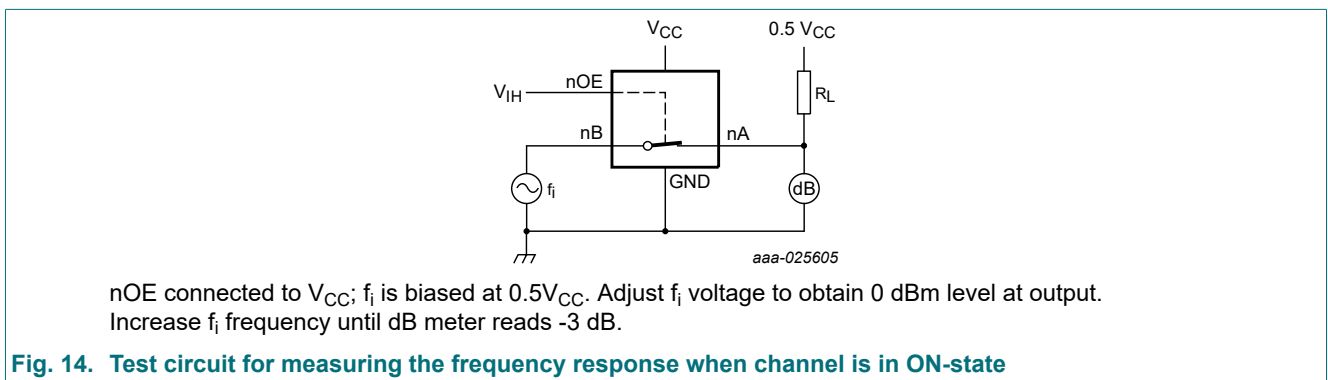 VCC
0.5 VCC
VIH
nOE
RL
nB
nA
fi
GND
dB
aaa-025605
nOE connected to VCC; fi is biased at 0.5VCC. Adjust fi voltage to obtain 0 dBm level at output.
Increase fi frequency until dB meter reads -3 dB.
Fig. 14. Test circuit for measuring the frequency response when channel is in ON-state